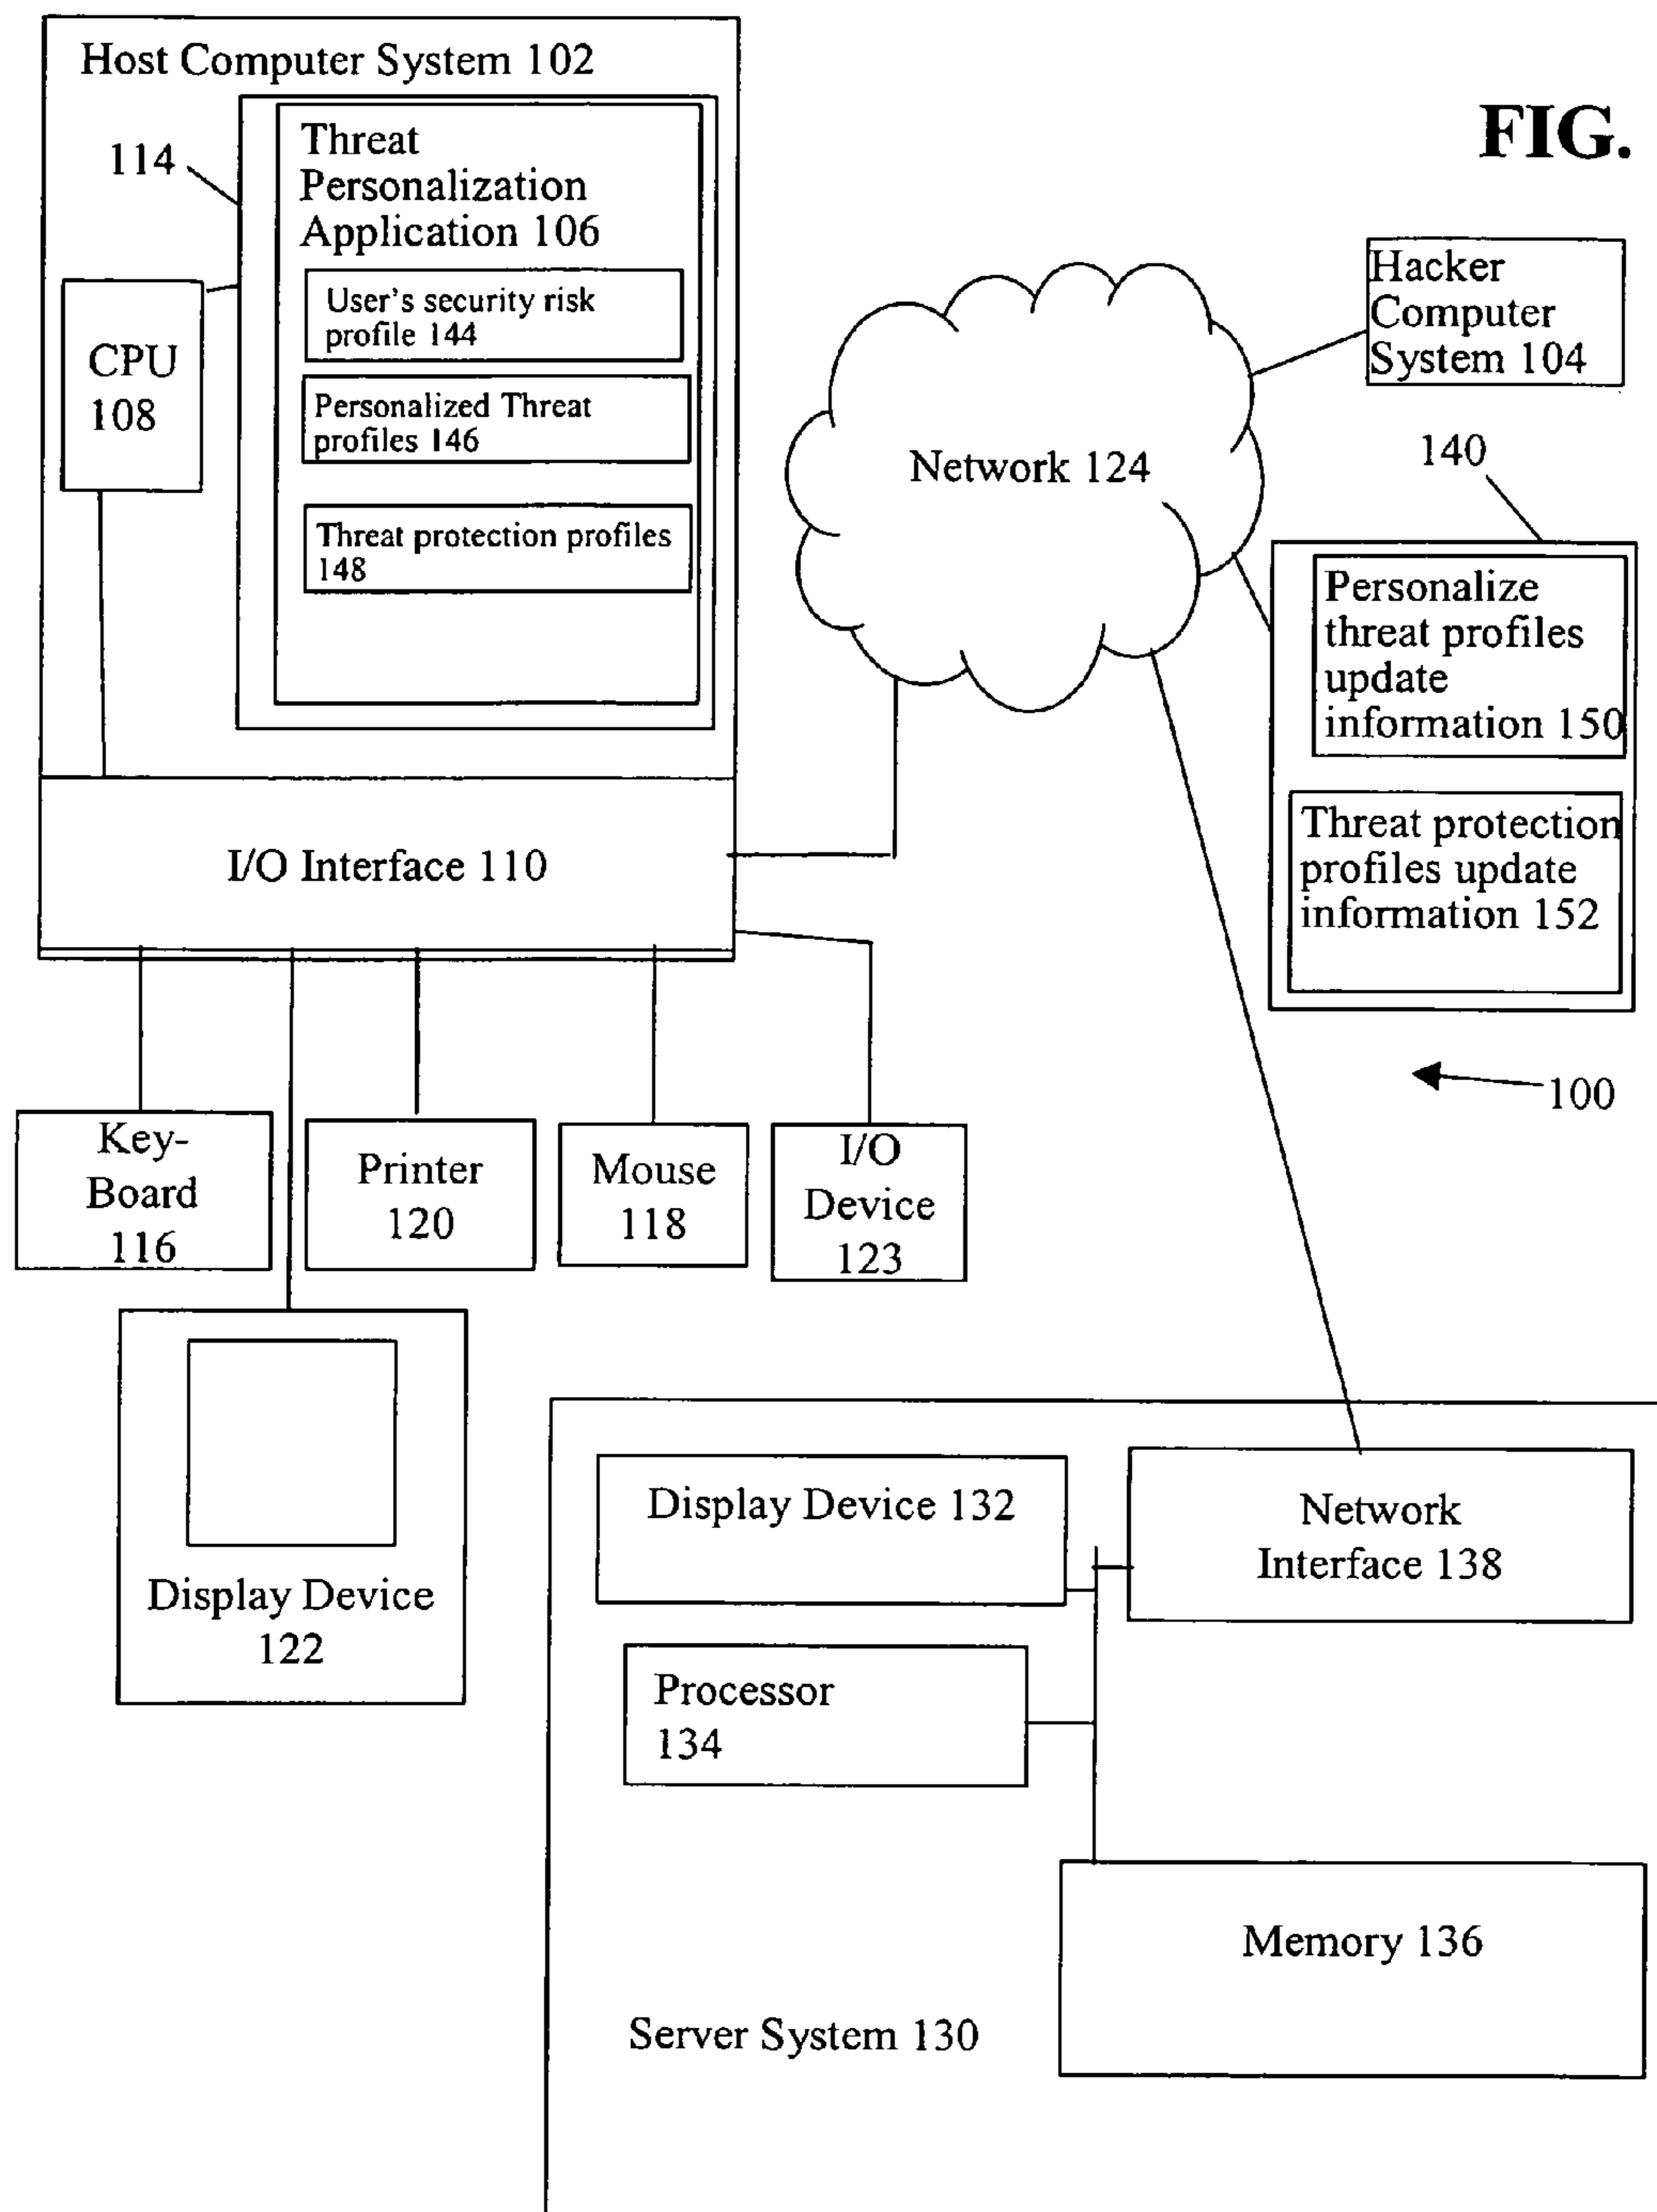 Host Computer System 102
FIG.
114
Threat
Personalization
Application 106
User's security risk
profile 144
Personalized Threat
profiles 146
Threat protection profiles
148
CPU
108
Network 124
Hacker
Computer
System 104
140
Personalize
threat profiles
update
information 150
Threat protection
profiles update
information 152
I/O Interface 110
100
Key-
Board
116
Printer
120
Mouse
118
I/O
Device
123
Display Device
122
Display Device 132
Network
Interface 138
Processor
134
Memory 136
Server System 130